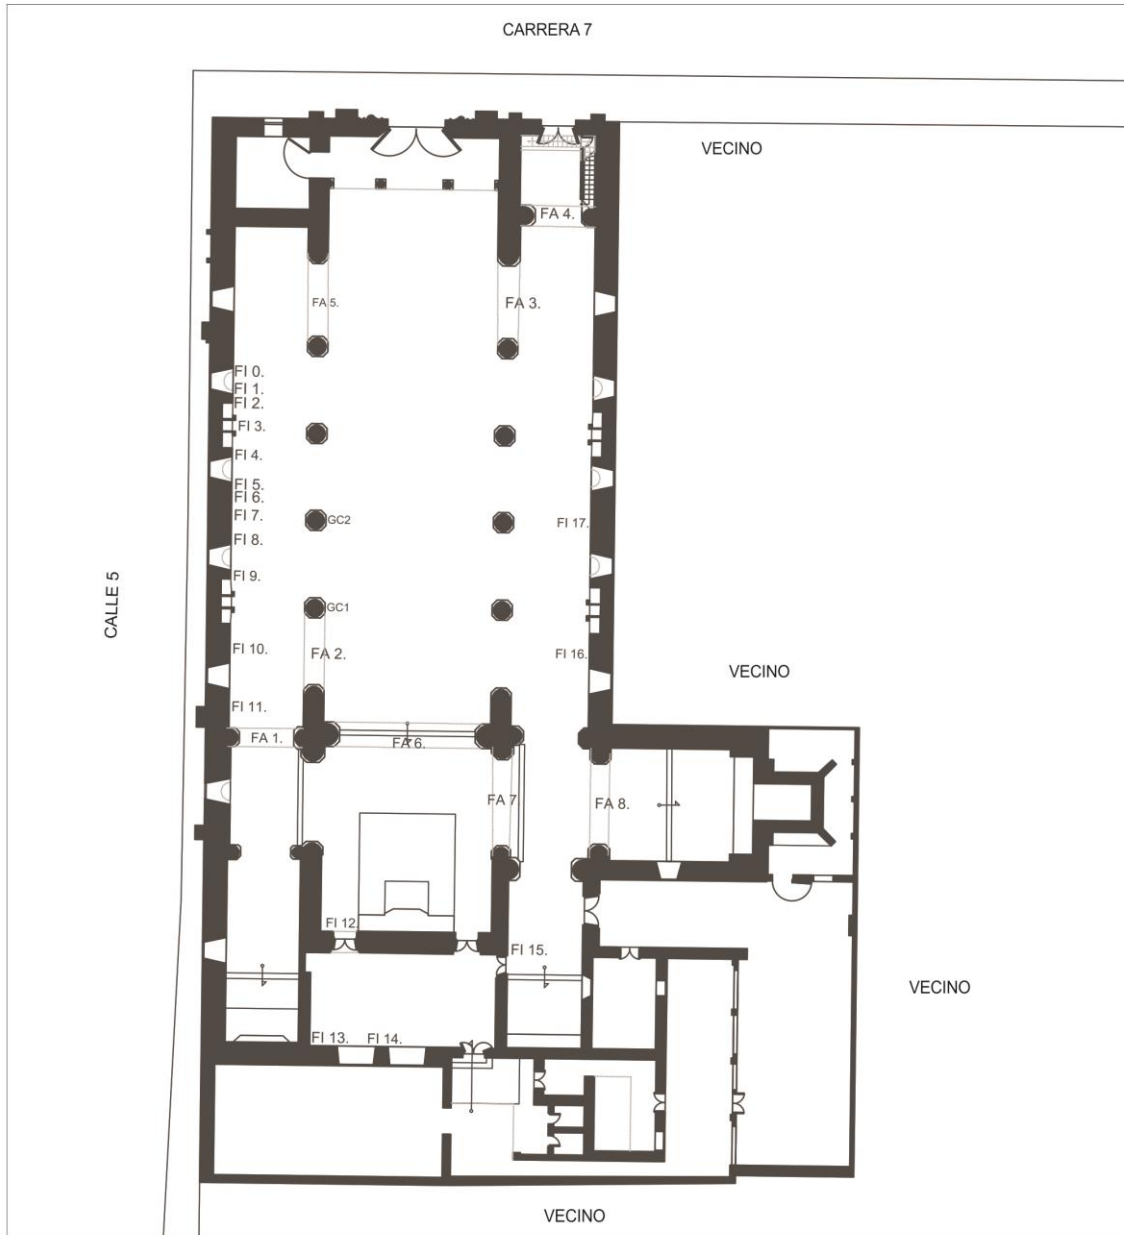 CARRERA 7
VECINO
FA 4.
FA 5.
FA 3.
FI 0.
FI 1.
FI 2.
FI 3.
FI 4.
FI 5.
FI 6.
FI 7.
GC2
FI 17.
FI 8.
FI 9.
CALLE 5
GC1
FI 10.
FA 2.
FI 16.
VECINO
FI 11.
FA 1.
FA 6.
FA 7.
FA 8.
FI 12.
FI 15.
VECINO
FI 13.
FI 14.
VECINO